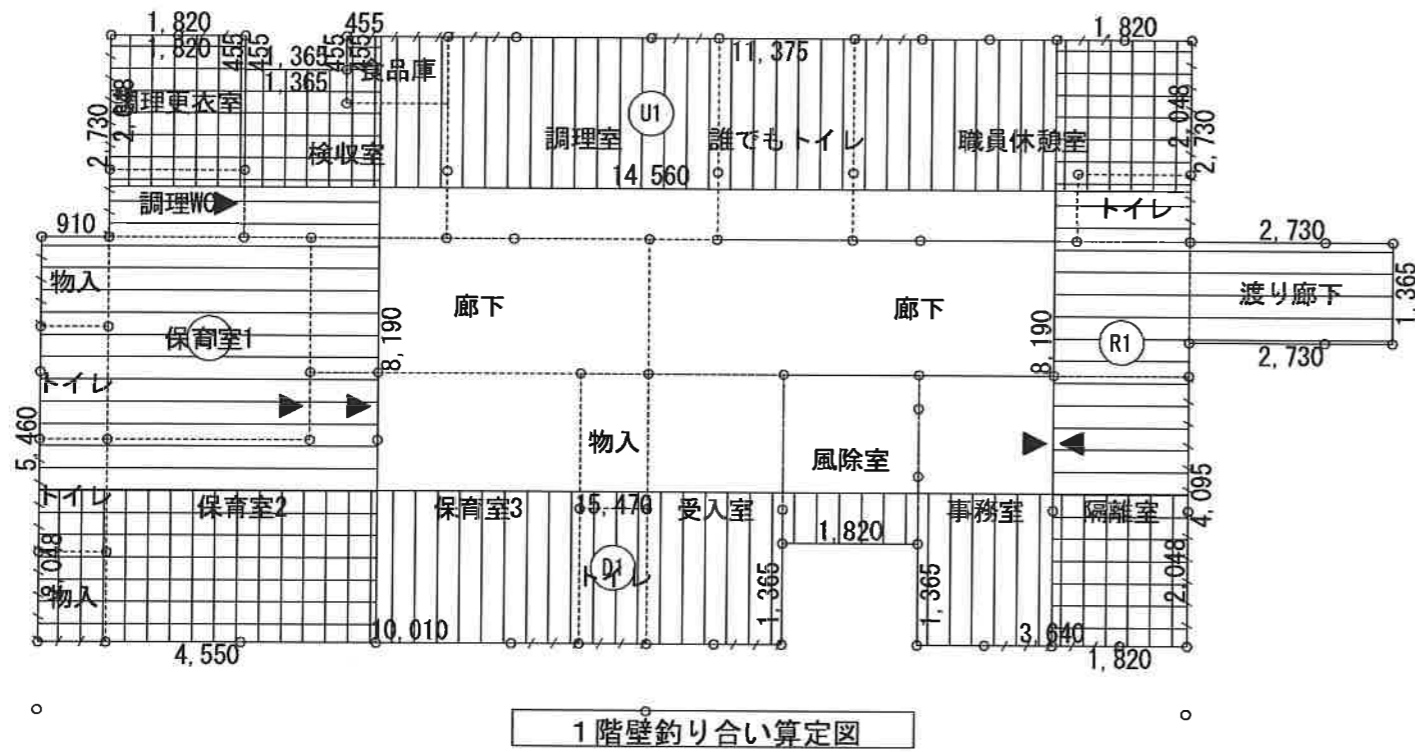 1,820
455
1,820
1,820
455
455
1,365
1,365
455
455
食品庫
11,375
調理更衣室
2,730
2,048
U1
検収室
調理室
誰でもトイレ
職員休憩室
2,048
2,730
14,560
調理WC
トイレ
910
2,730
物入
廊下
廊下
渡り廊下
1,365
保育室1
8,190
8,190
R1
2,730
トイレ
5,460
物入
風除室
トイレ
保育室2
保育室3
15,470
受入室
事務室
隔離室
4,095
1,820
2,048
D1
トイレ
2,048
物入
1,365
1,365
10,010
3,640
4,550
1,820
1階壁釣り合い算定図